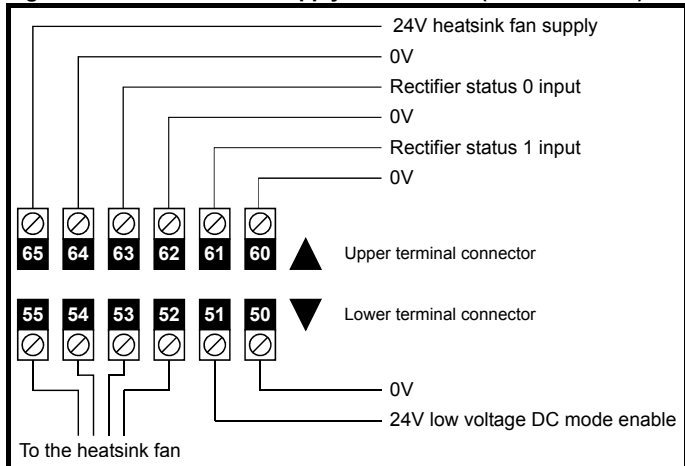 24V heatsink fan supply
0V
Rectifier status 0 input
0V
Rectifier status 1 input
0V
65 64 63 62 61 60
Upper terminal connector
55 54 53 52 51 50
Lower terminal connector
0V
24V low voltage DC mode enable
To the heatsink fan